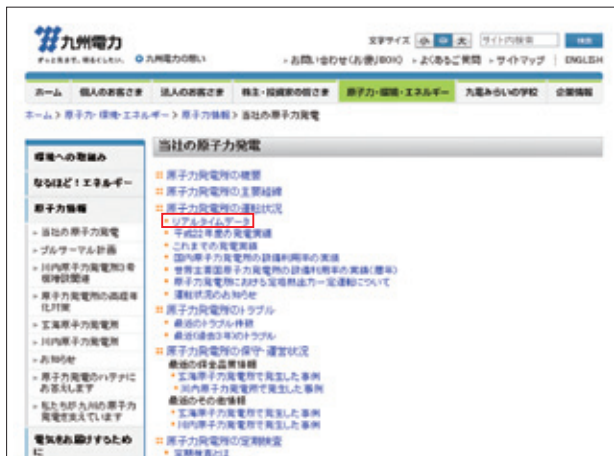 九州電力
ずっと先まで、明るくしたい。
九州電力の思い
文字サイズ 小 中 大 サイト内検索 検索
お問い合わせ(お便りBOX) よくあるご質問 サイトマップ ENGLISH
ホーム 個人のお客さま 法人のお客さま 株主・投資家の皆さま 原子力・環境・エネルギー 九電みらいの学校 企業情報
ホーム > 原子力・環境・エネルギー > 原子力情報 > 当社の原子力発電
環境への取組み
なるほど!エネルギー
原子力情報
当社の原子力発電
プルサーマル計画
川内原子力発電所3号
機増設関連
原子力発電所の高経年
化対策
玄海原子力発電所
川内原子力発電所
お知らせ
原子力発電のハテナに
お答えします
私たちが九州の原子力
発電を支えています
電気をお届けするため
に
当社の原子力発電
原子力発電所の概要
原子力発電所の主要経緯
原子力発電所の運転状況
リアルタイムデータ
平成22年度の発電実績
これまでの発電実績
国内原子力発電所の設備利用率の実績
世界主要国原子力発電所の設備利用率の実績(暦年)
原子力発電所における定格熱出力一定運転について
運転状況のお知らせ
原子力発電所のトラブル
最近のトラブル件数
最近(過去3年)のトラブル
原子力発電所の保守・運営状況
最近の保全品質情報
玄海原子力発電所で発生した事例
川内原子力発電所で発生した事例
最近のその他情報
玄海原子力発電所で発生した事例
川内原子力発電所で発生した事例
原子力発電所の定期検査
定期検査とは